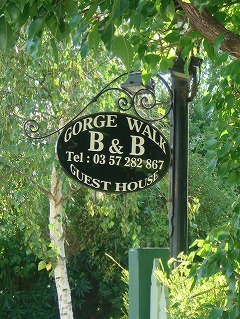 GORGE WALK
B & B
Tel : 03 57 282 867
GUEST HOUSE